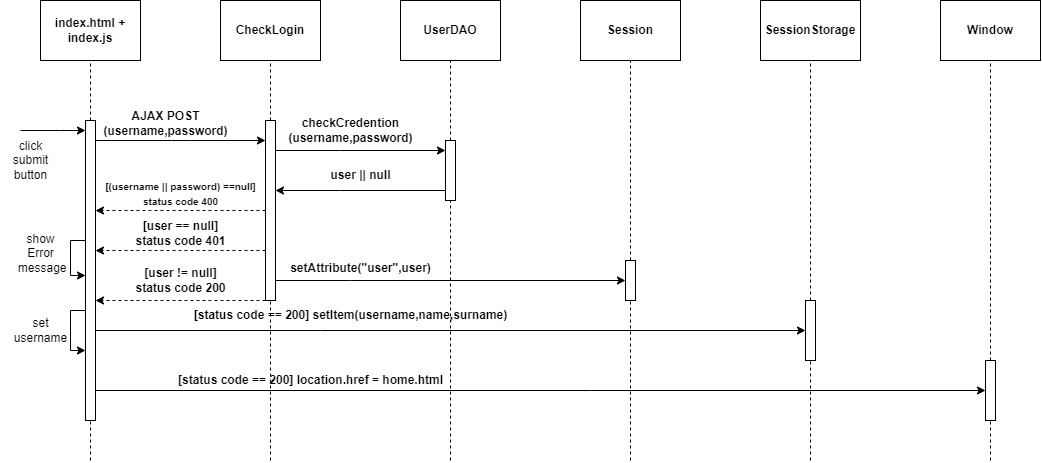 index.html +
index.js
CheckLogin
UserDAO
Session
SessionStorage
Window
AJAX POST
(username,password)
checkCredention
(username,password)
click
submit
button
user || null
[(username || password) ==null]
status code 400
[user == null]
status code 401
show
Error
message
[user != null]
status code 200
setAttribute("user",user)
set
username
[status code == 200] setItem(username,name,surname)
[status code == 200] location.href = home.html